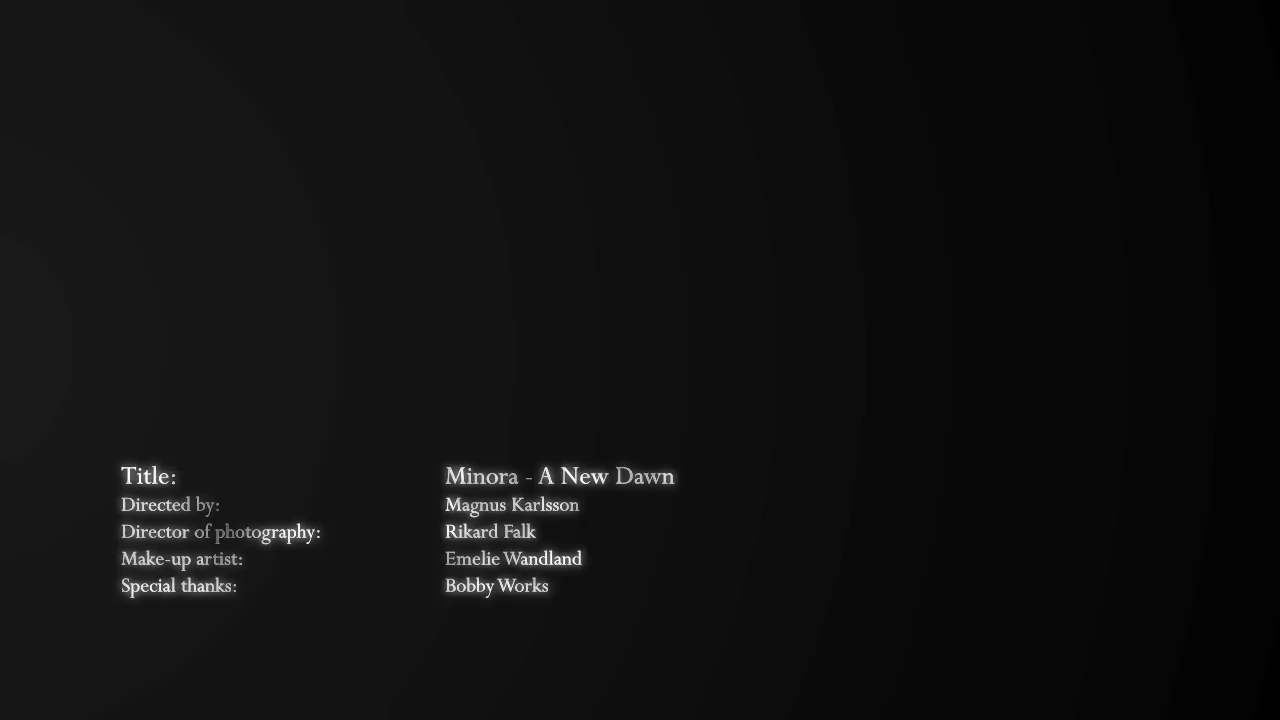 Title: Minora - A New Dawn
Directed by: Magnus Karlsson
Director of photography: Rikard Falk
Make-up artist: Emelie Wandland
Special thanks: Bobby Works